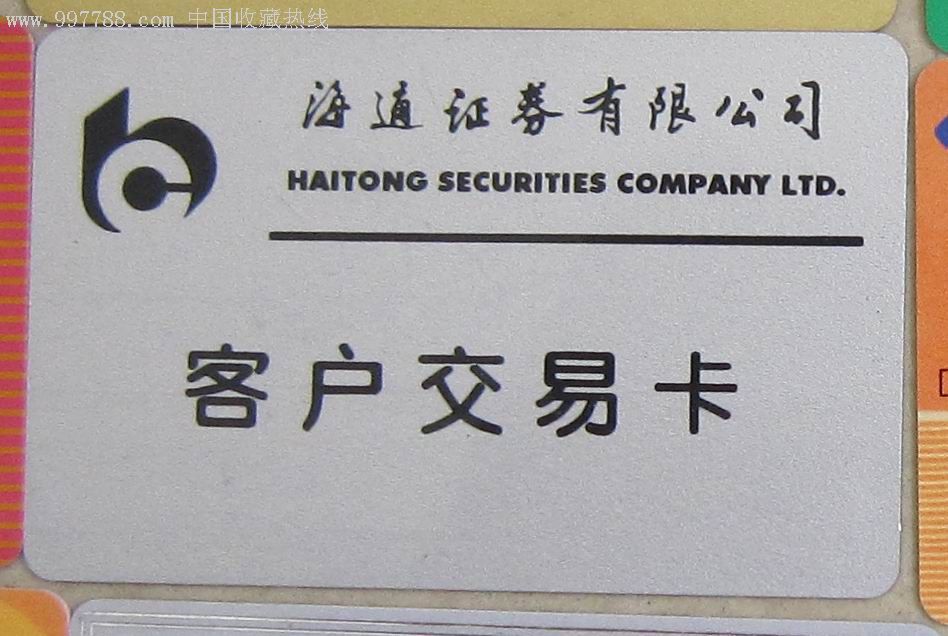 www.997788.com 中国收藏热线
海通证券有限公司
HAITONG SECURITIES COMPANY LTD.
客户交易卡